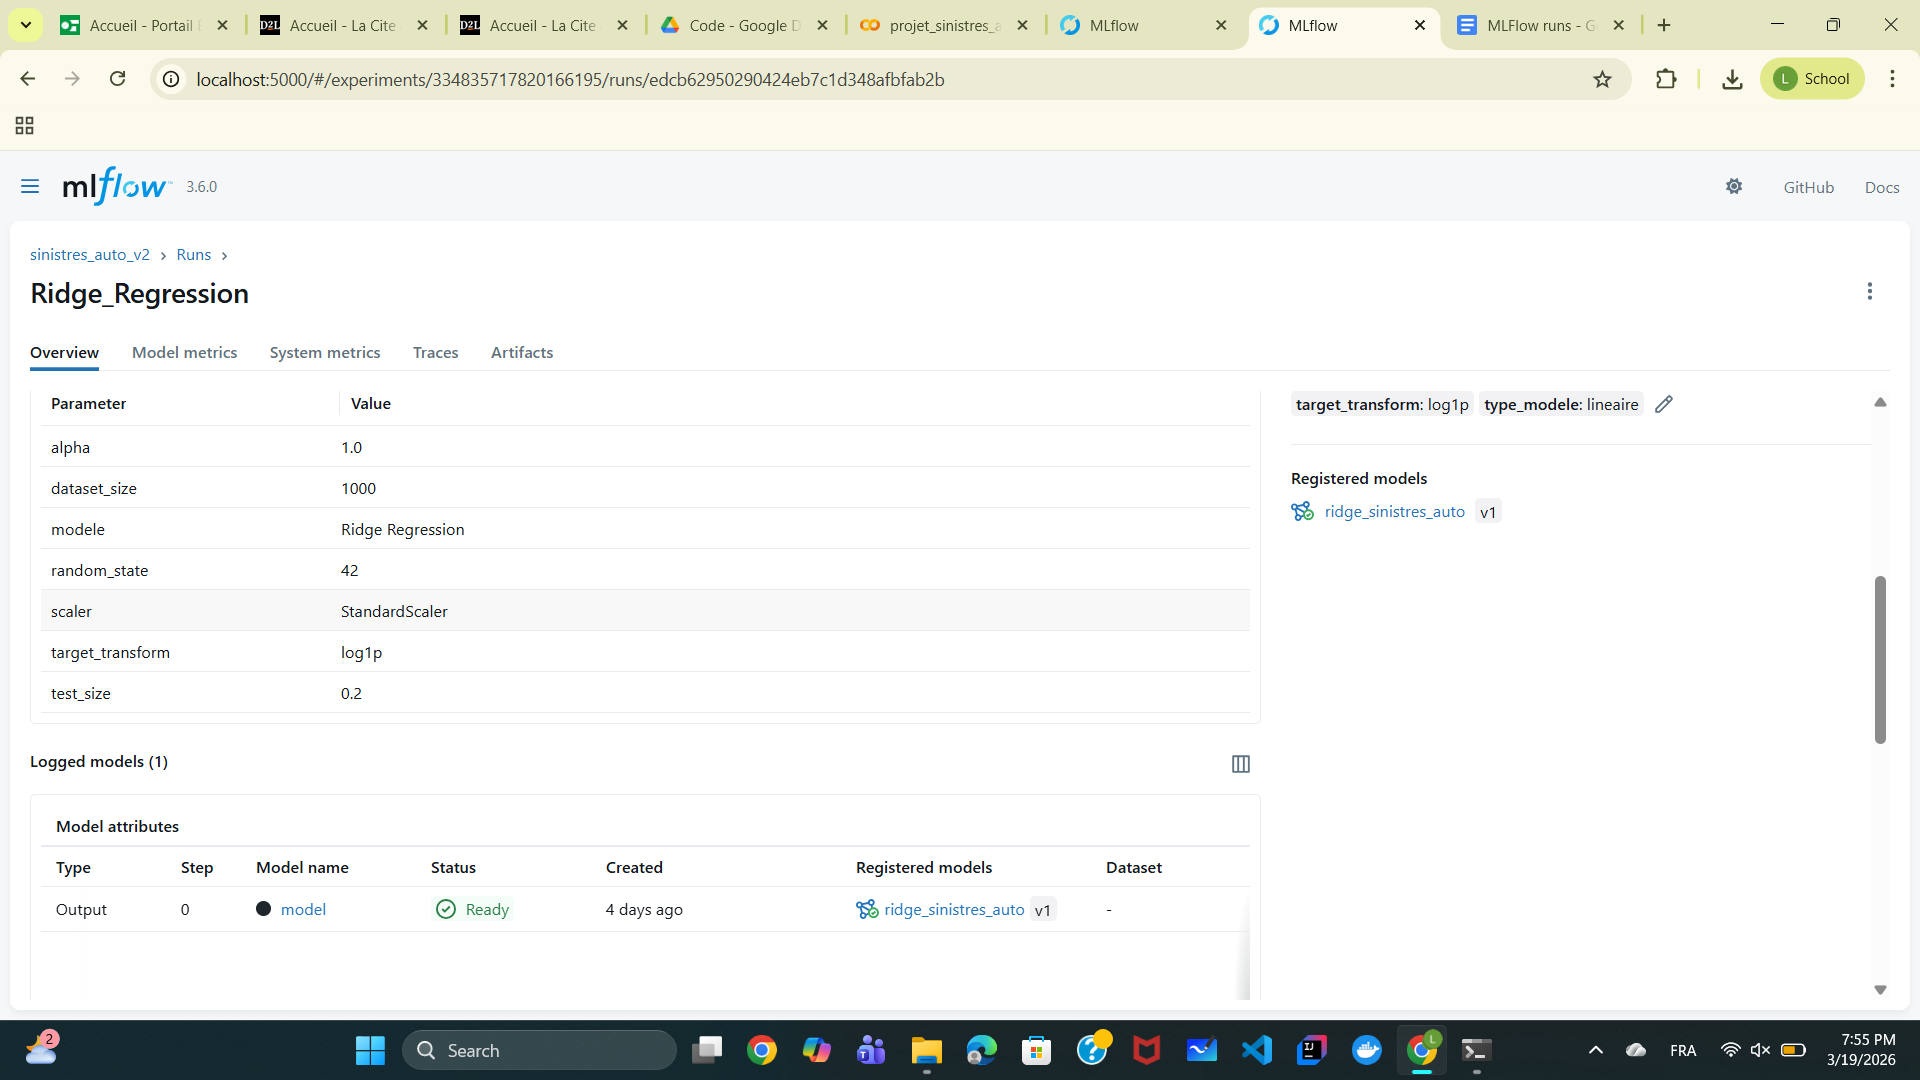 Accueil - Portail E
Accueil - La Cite
Accueil - La Cite
Code - Google D
projet_sinistres_a
MLflow
MLflow
MLFlow runs - G
localhost:5000/#/experiments/334835717820166195/runs/edcb62950290424eb7c1d348afbfab2b
L School
mlflow 3.6.0
GitHub Docs
sinistres_auto_v2 › Runs ›
Ridge_Regression
Overview Model metrics System metrics Traces Artifacts
Parameter Value
alpha 1.0
dataset_size 1000
modele Ridge Regression
random_state 42
scaler StandardScaler
target_transform log1p
test_size 0.2
target_transform: log1p type_modele: lineaire
Registered models
ridge_sinistres_auto v1
Logged models (1)
Model attributes
Type Step Model name Status Created Registered models Dataset
Output 0 model Ready 4 days ago ridge_sinistres_auto v1 -
2
Search
FRA
7:55 PM
3/19/2026